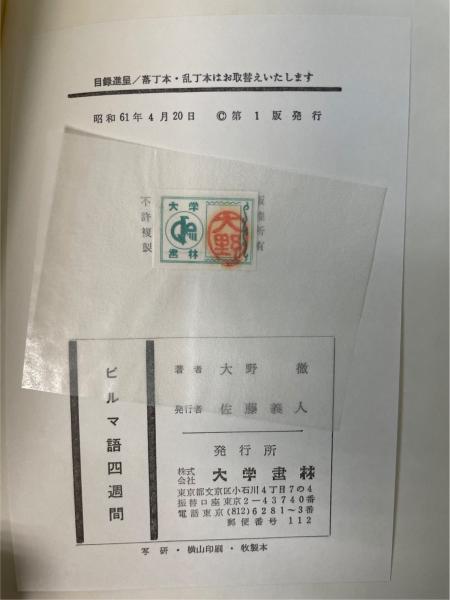 目録進呈／落丁本・乱丁本はお取替えいたします
昭和61年4月20日 ©第1版発行
不許複製
大学
書林
大野
ビルマ語四週間
著者 大野 徹
発行者 佐藤義人
発行所
株式会社 大学書林
東京都文京区小石川4丁目7の4
振替口座 東京2－43740番
電話 東京(812)6281～3番
郵便番号 112
写研・横山印刷・牧製本